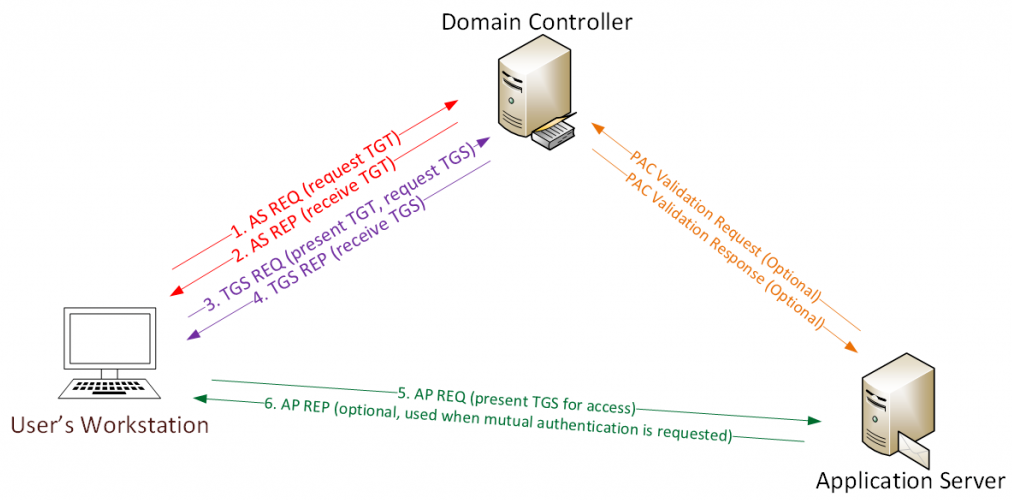 Domain Controller
1. AS REQ (request TGT)
2. AS REP (receive TGT)
3. TGS REQ (present TGT, request TGS)
4. TGS REP (receive TGS)
PAC Validation Request (Optional)
PAC Validation Response (Optional)
5. AP REQ (present TGS for access)
6. AP REP (optional, used when mutual authentication is requested)
User's Workstation
Application Server